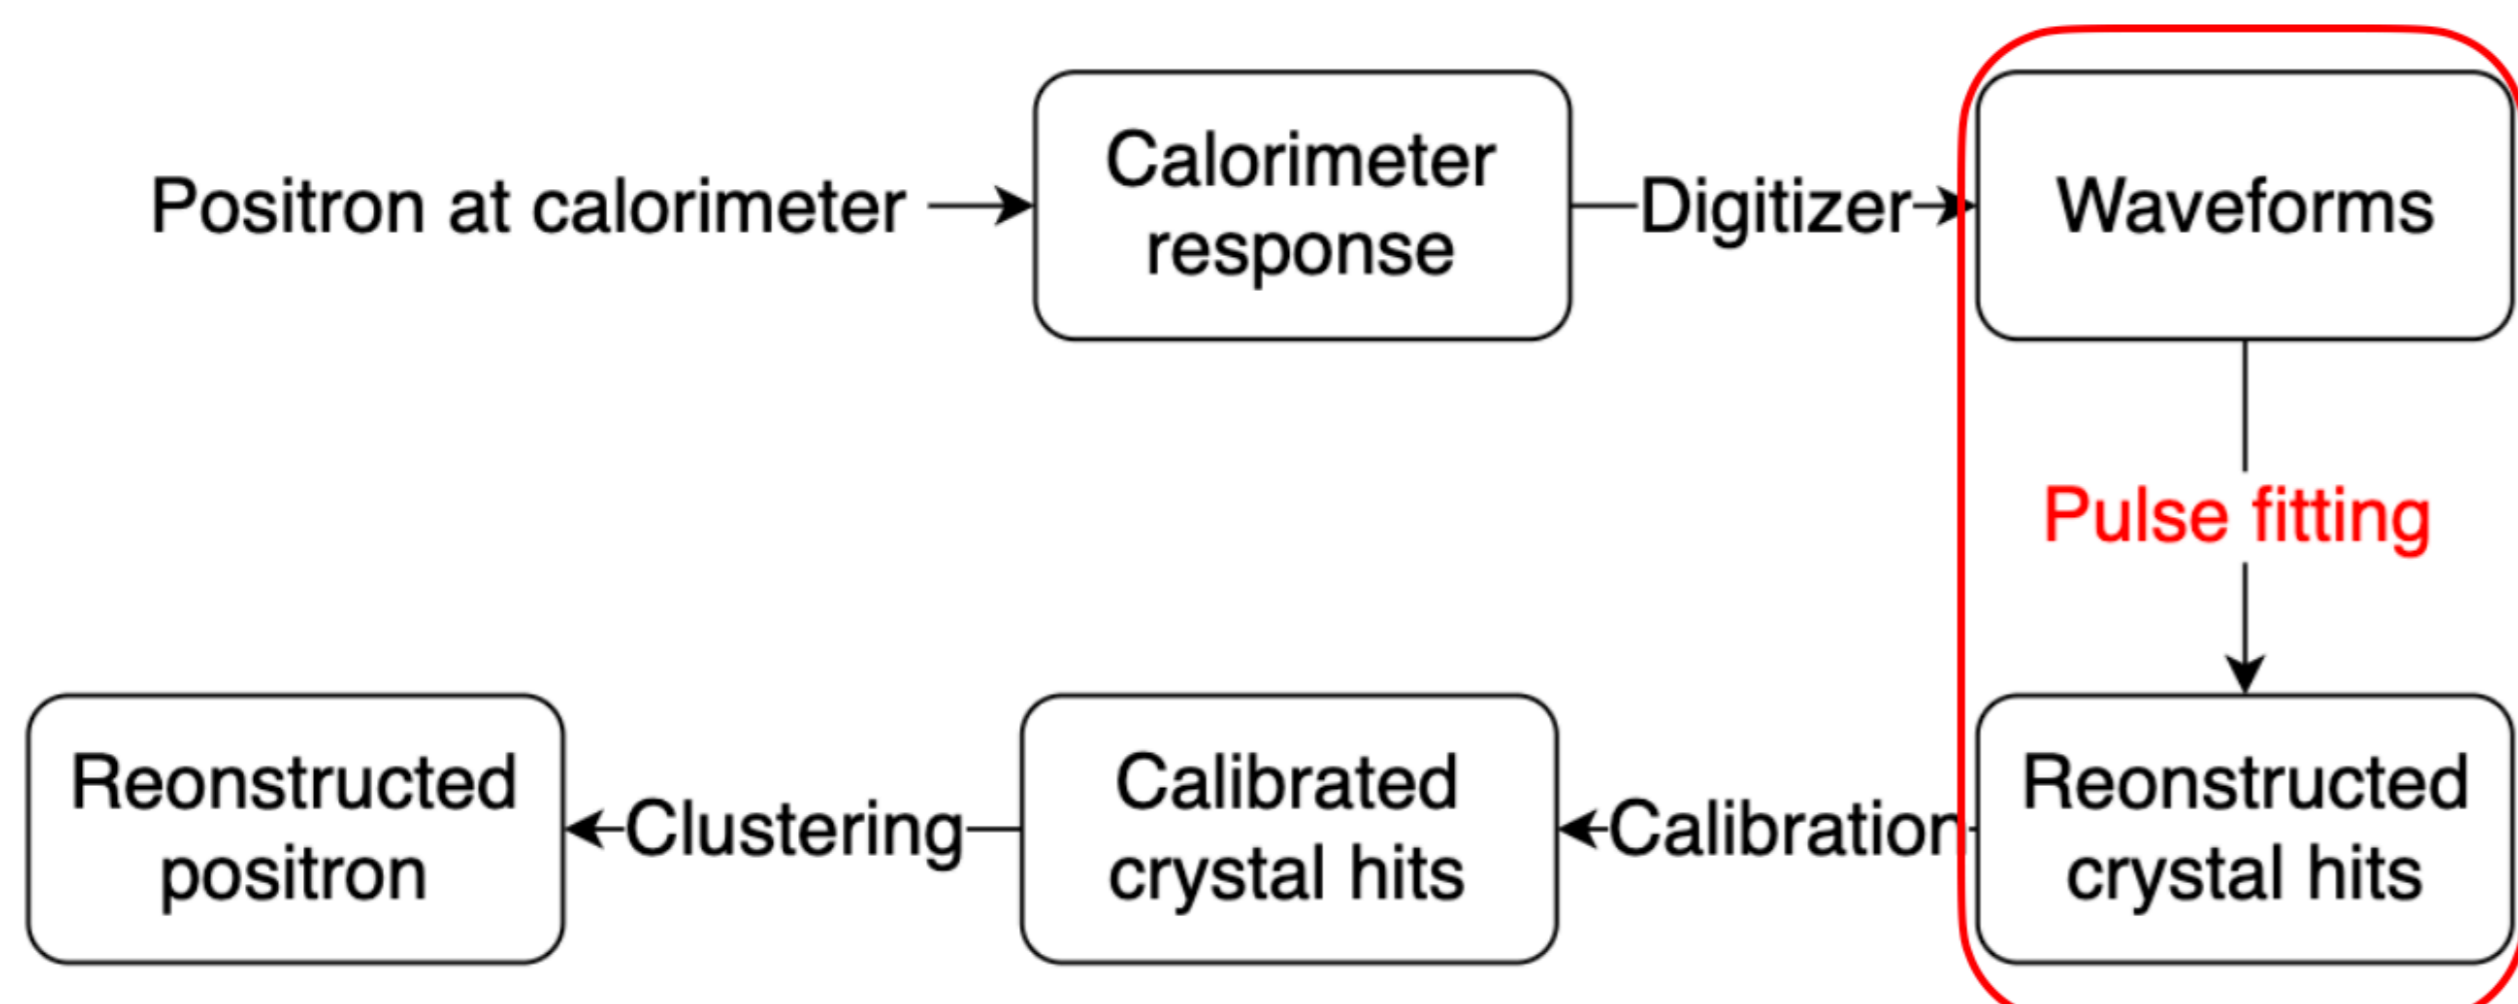 Positron at calorimeter
Calorimeter
response
Digitizer
Waveforms
Pulse fitting
Reonstructed
crystal hits
Calibration
Calibrated
crystal hits
Clustering
Reonstructed
positron